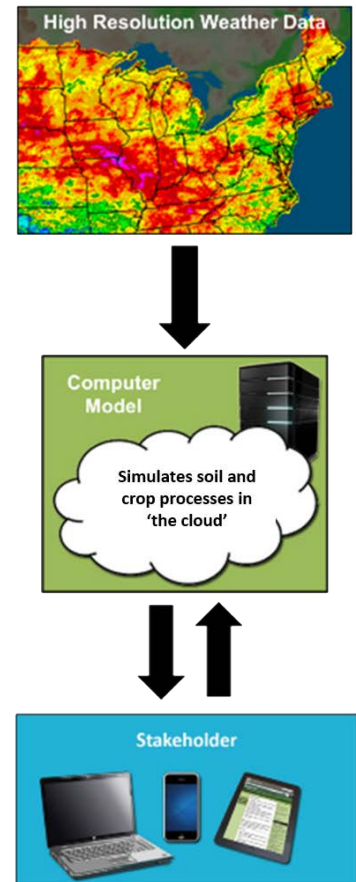 High Resolution Weather Data
Computer
Model
Simulates soil and
crop processes in
'the cloud'
Stakeholder